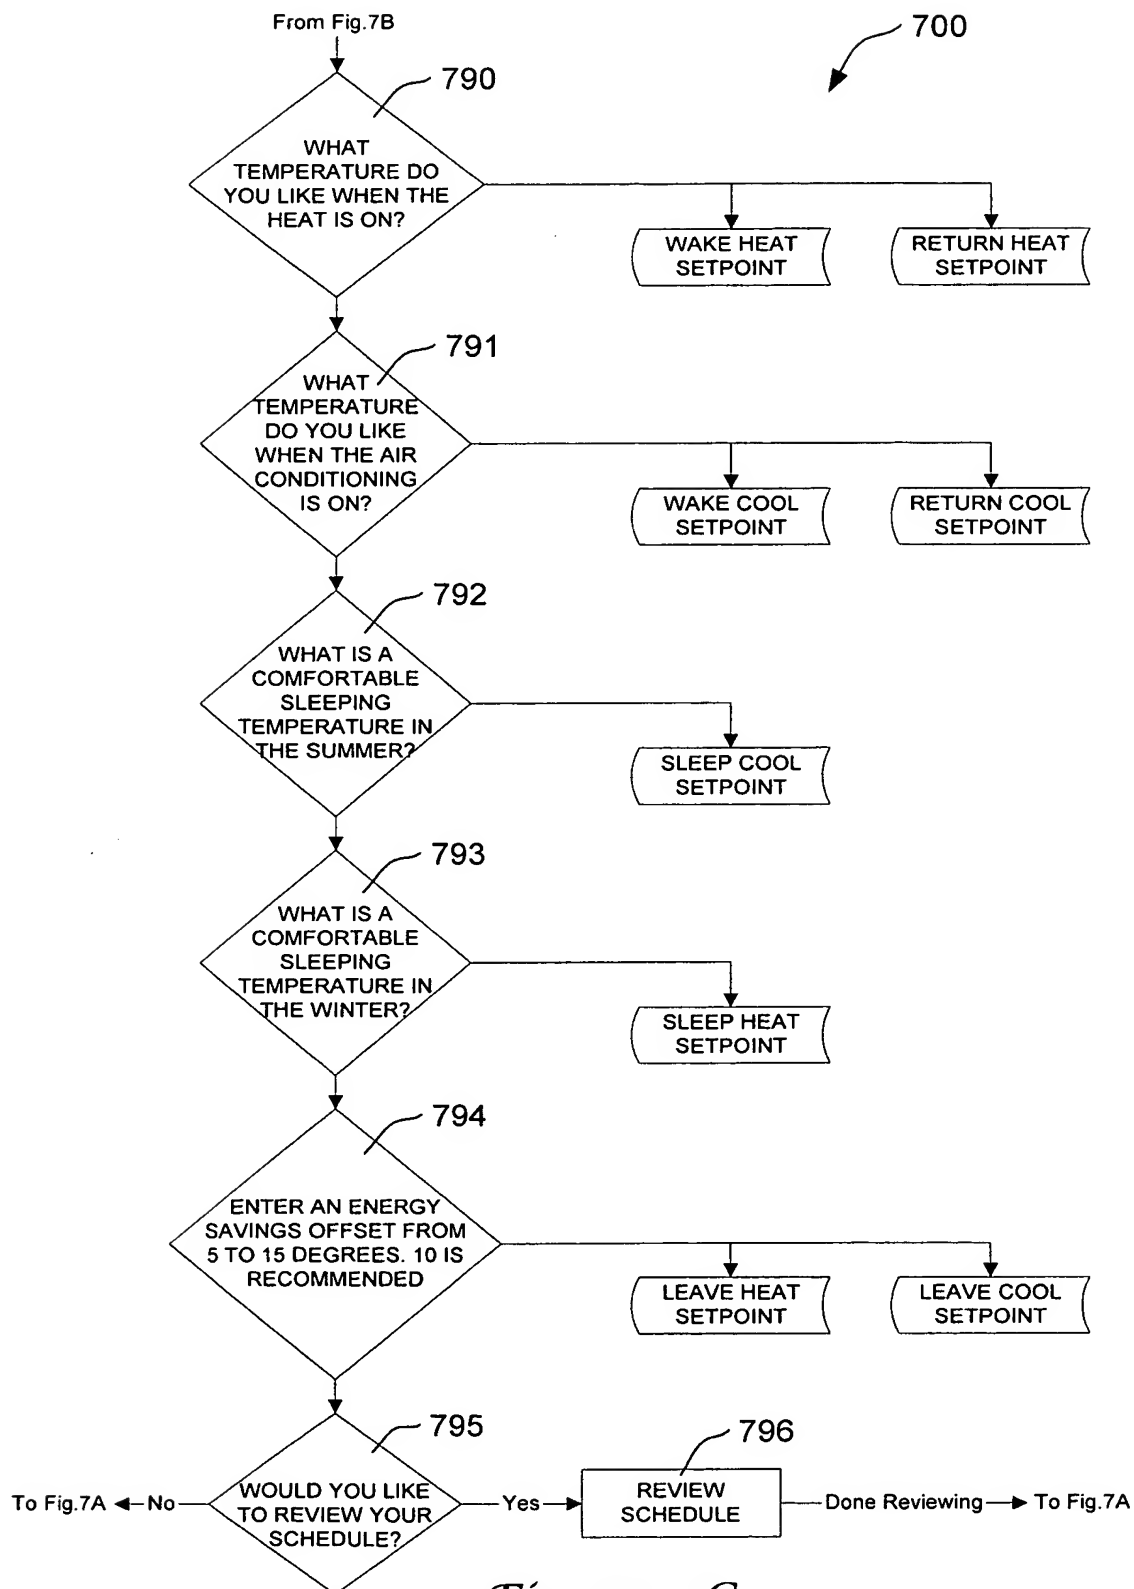 From Fig.7B
700
790
WHAT
TEMPERATURE DO
YOU LIKE WHEN THE
HEAT IS ON?
WAKE HEAT
SETPOINT
RETURN HEAT
SETPOINT
791
WHAT
TEMPERATURE
DO YOU LIKE
WHEN THE AIR
CONDITIONING
IS ON?
WAKE COOL
SETPOINT
RETURN COOL
SETPOINT
792
WHAT IS A
COMFORTABLE
SLEEPING
TEMPERATURE IN
THE SUMMER?
SLEEP COOL
SETPOINT
793
WHAT IS A
COMFORTABLE
SLEEPING
TEMPERATURE IN
THE WINTER?
SLEEP HEAT
SETPOINT
794
ENTER AN ENERGY
SAVINGS OFFSET FROM
5 TO 15 DEGREES. 10 IS
RECOMMENDED
LEAVE HEAT
SETPOINT
LEAVE COOL
SETPOINT
795
WOULD YOU LIKE
TO REVIEW YOUR
SCHEDULE?
To Fig.7A
No
Yes
796
REVIEW
SCHEDULE
Done Reviewing
To Fig.7A